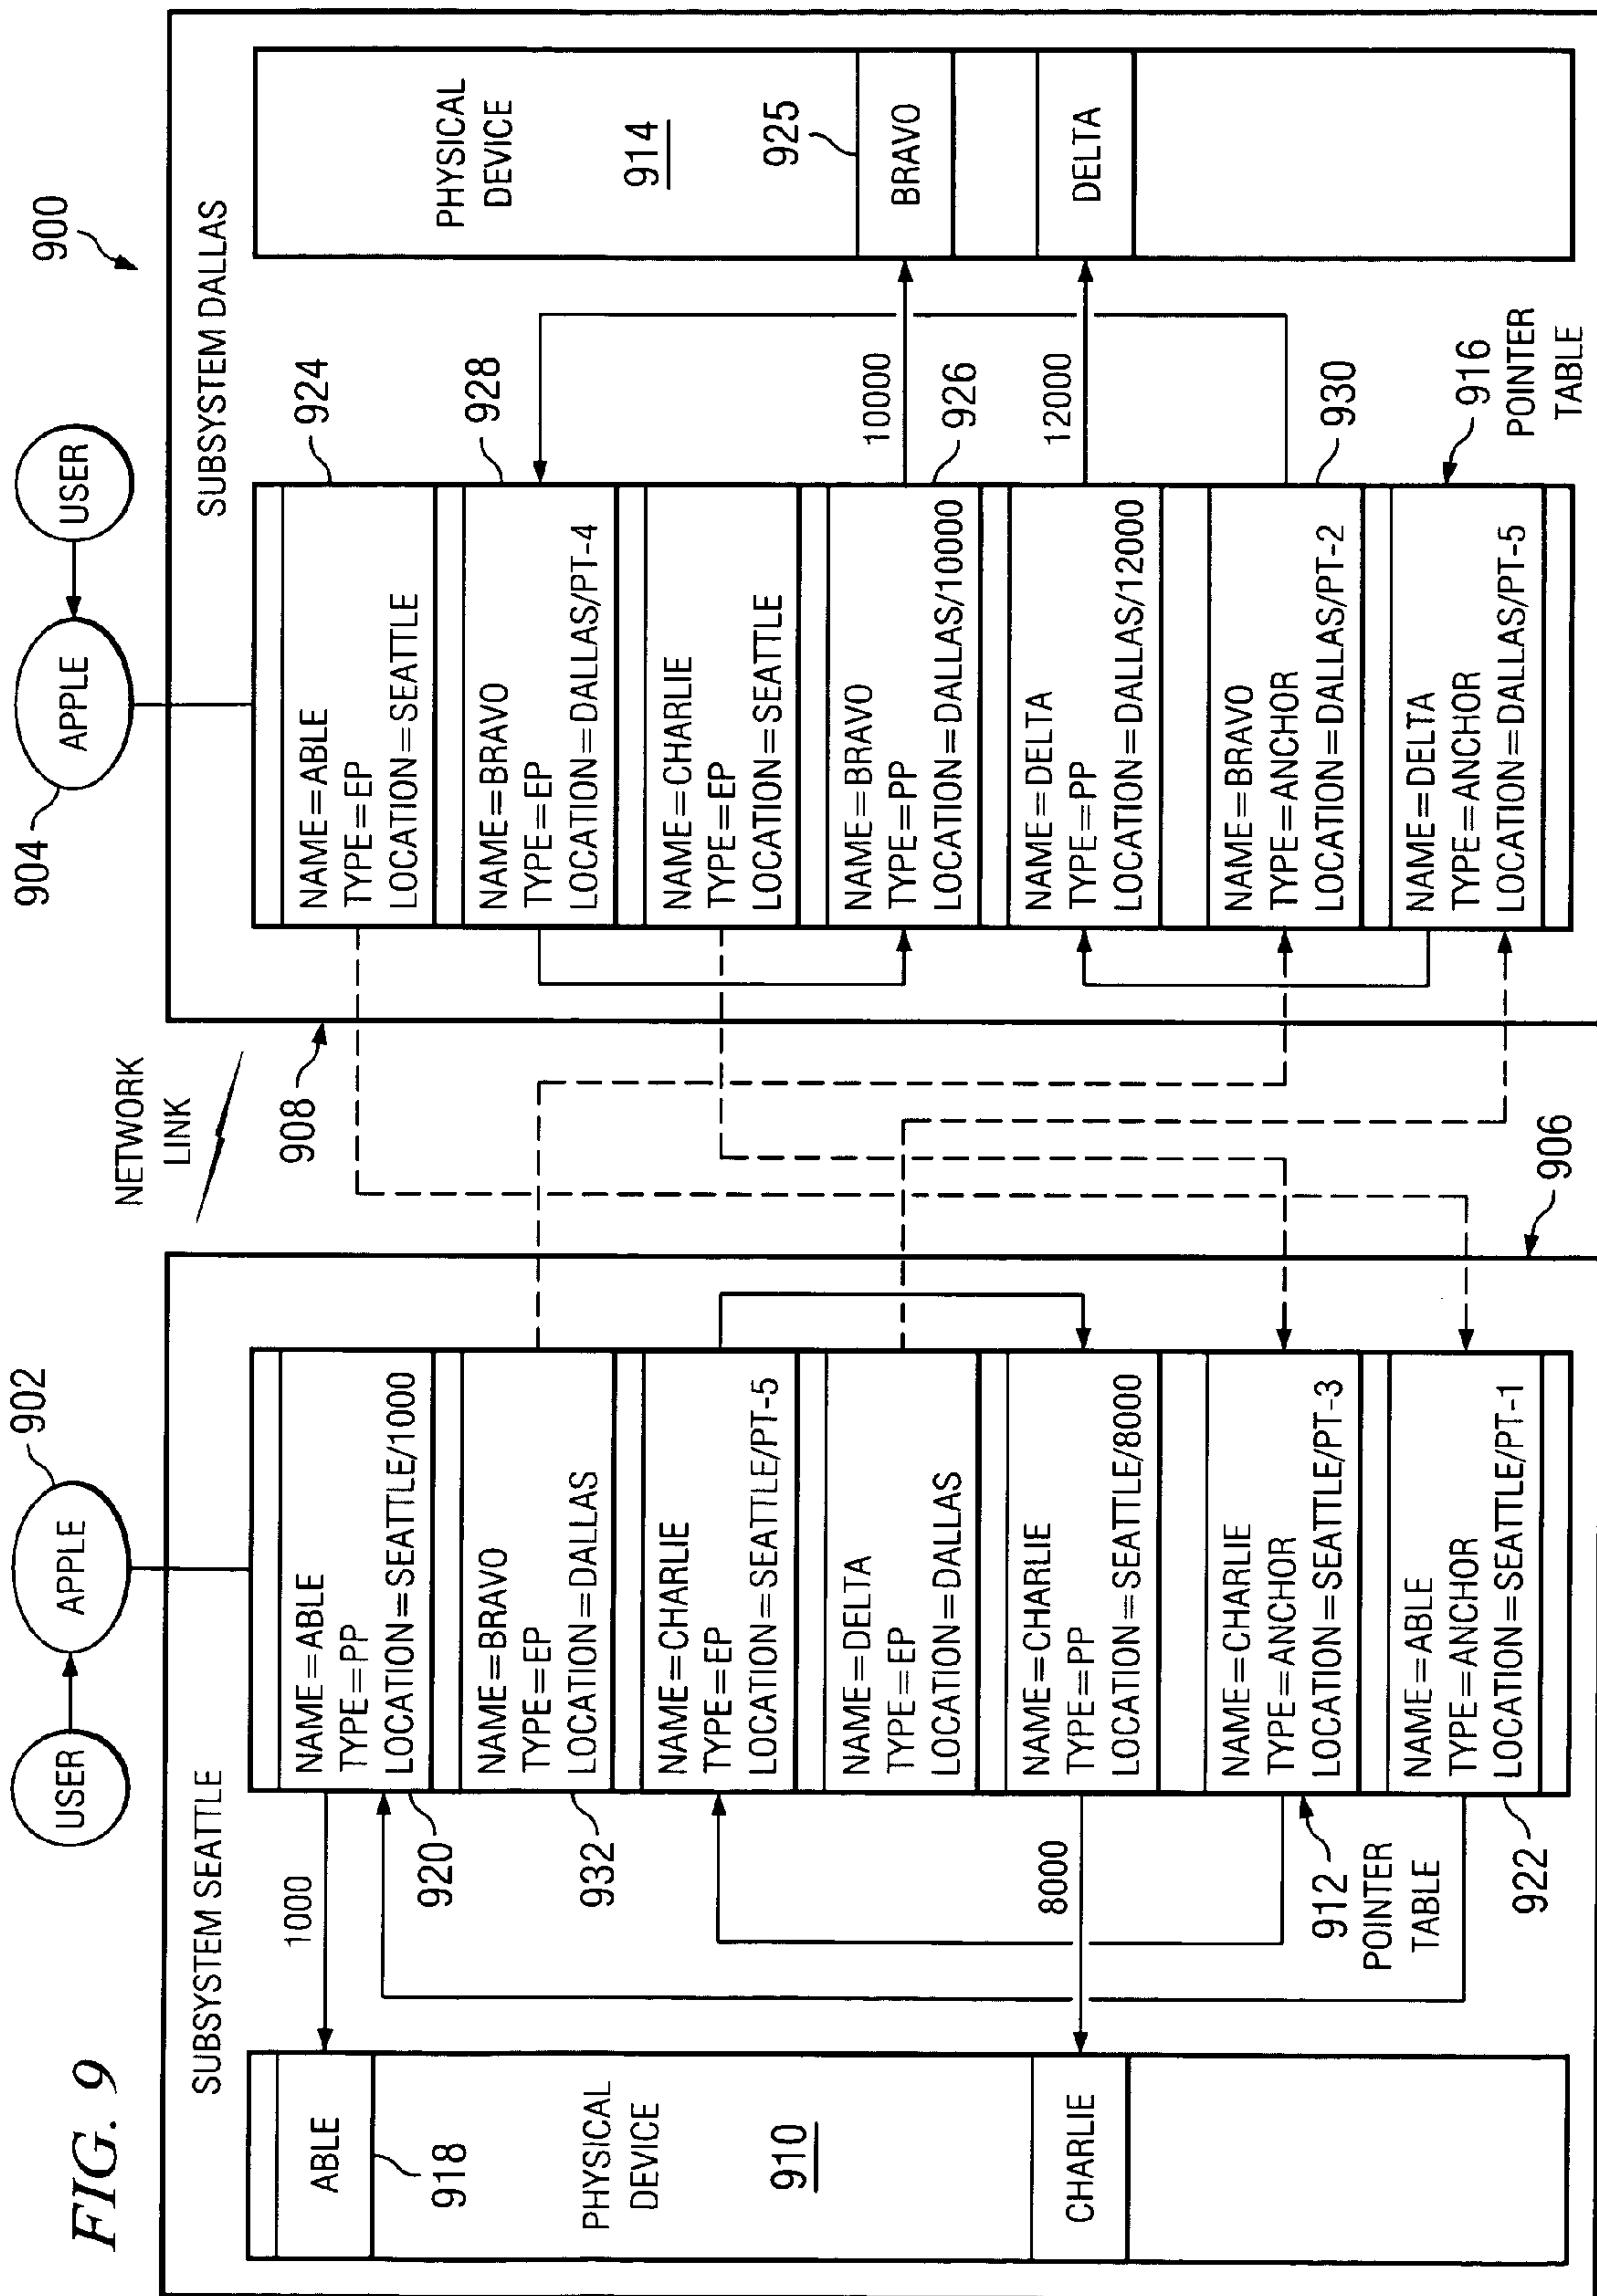 FIG. 9
900
USER
APPLE
902
USER
APPLE
904
NETWORK
LINK
SUBSYSTEM SEATTLE
906
ABLE
918
PHYSICAL
DEVICE
910
CHARLIE
1000
920
932
8000
912
POINTER
TABLE
922
NAME=ABLE
TYPE=PP
LOCATION=SEATTLE/1000
NAME=BRAVO
TYPE=EP
LOCATION=DALLAS
NAME=CHARLIE
TYPE=EP
LOCATION=SEATTLE/PT-5
NAME=DELTA
TYPE=EP
LOCATION=DALLAS
NAME=CHARLIE
TYPE=PP
LOCATION=SEATTLE/8000
NAME=CHARLIE
TYPE=ANCHOR
LOCATION=SEATTLE/PT-3
NAME=ABLE
TYPE=ANCHOR
LOCATION=SEATTLE/PT-1
SUBSYSTEM DALLAS
908
NAME=ABLE
TYPE=EP
LOCATION=SEATTLE
NAME=BRAVO
TYPE=EP
LOCATION=DALLAS/PT-4
NAME=CHARLIE
TYPE=EP
LOCATION=SEATTLE
NAME=BRAVO
TYPE=PP
LOCATION=DALLAS/10000
NAME=DELTA
TYPE=PP
LOCATION=DALLAS/12000
NAME=BRAVO
TYPE=ANCHOR
LOCATION=DALLAS/PT-2
NAME=DELTA
TYPE=ANCHOR
LOCATION=DALLAS/PT-5
924
928
10000
926
12000
930
916
POINTER
TABLE
PHYSICAL
DEVICE
914
925
BRAVO
DELTA